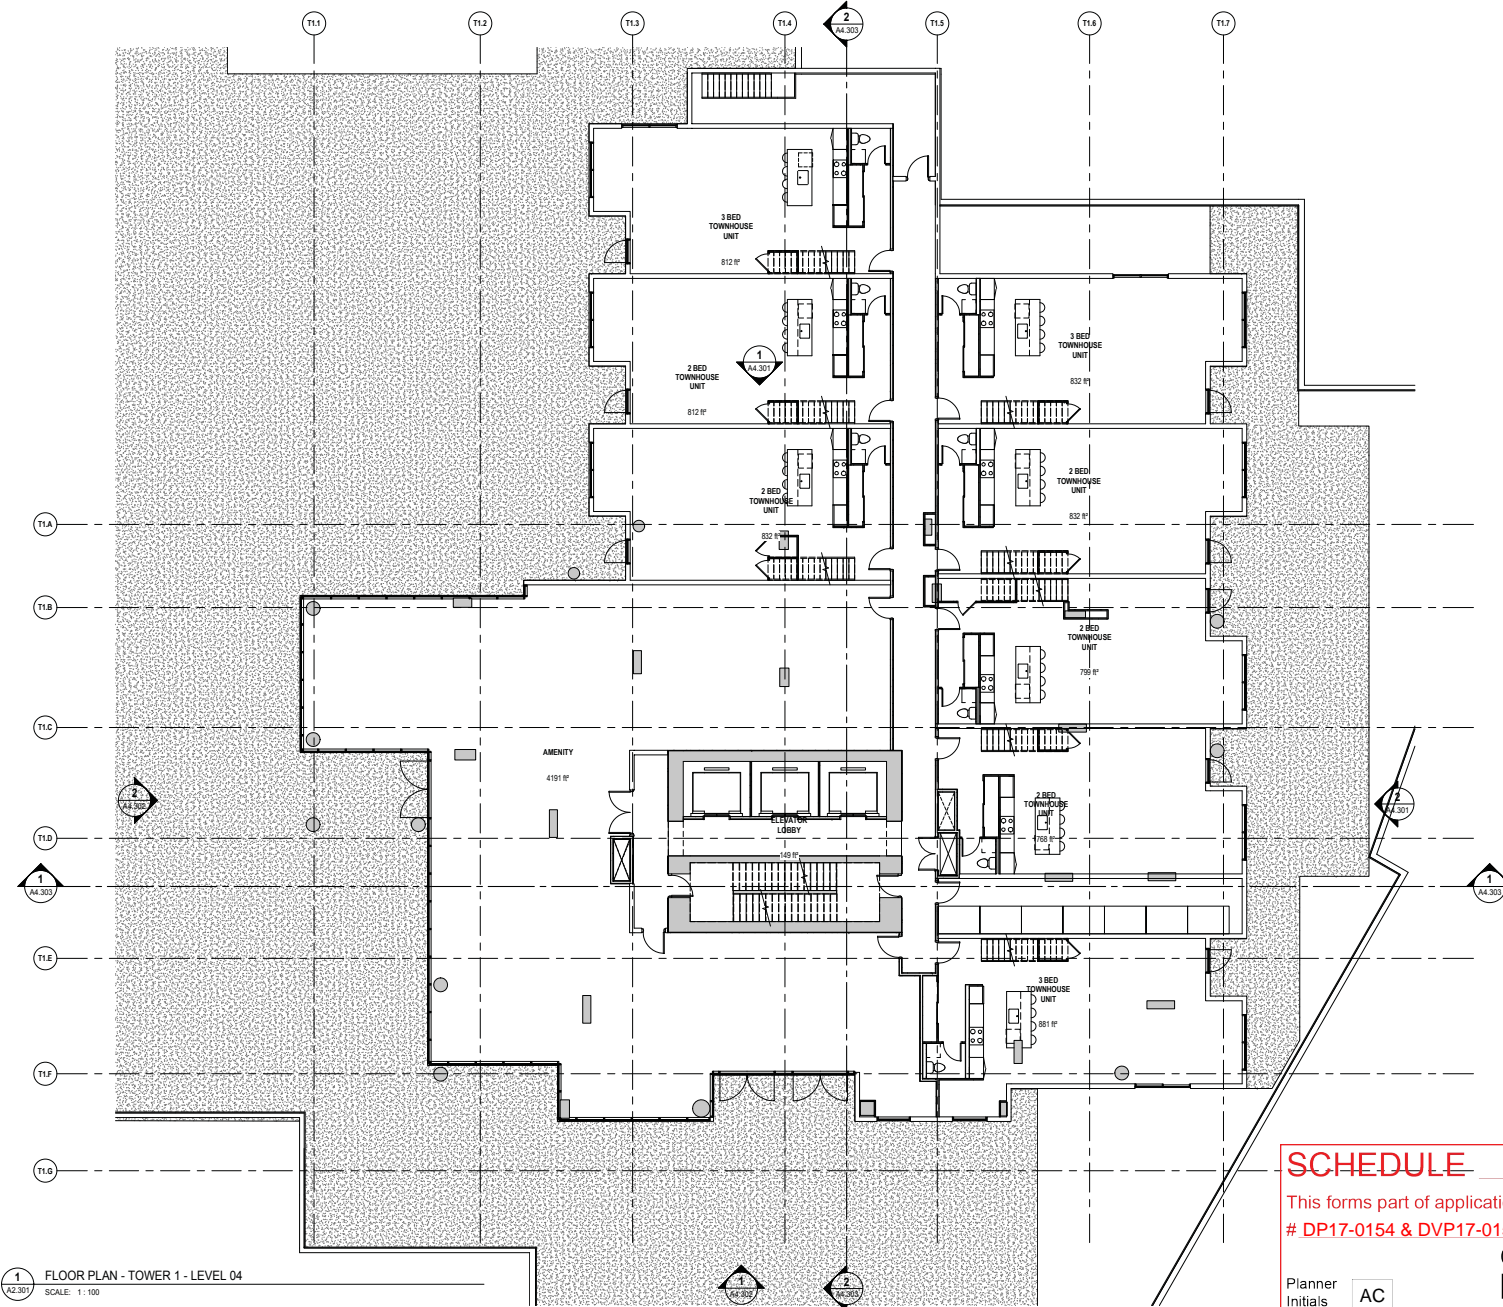 T1.1
T1.2
T1.3
T1.4
2
A4.303
T1.5
T1.6
T1.7
3 BED
TOWNHOUSE
UNIT
812 ft²
2 BED
TOWNHOUSE
UNIT
812 ft²
1
A4.301
3 BED
TOWNHOUSE
UNIT
832 ft²
2 BED
TOWNHOUSE
UNIT
832 ft²
2 BED
TOWNHOUSE
UNIT
832 ft²
T1.A
T1.B
2 BED
TOWNHOUSE
UNIT
799 ft²
T1.C
AMENITY
4191 ft²
2
A4.302
2 BED
TOWNHOUSE
UNIT
768 ft²
2
A4.301
ELEVATOR
LOBBY
149 ft²
T1.D
1
A4.303
1
A4.303
T1.E
3 BED
TOWNHOUSE
UNIT
881 ft²
T1.F
T1.G
SCHEDULE
This forms part of applicati
# DP17-0154 & DVP17-01
Planner
Initials
AC
1
A2.301
FLOOR PLAN - TOWER 1 - LEVEL 04
SCALE: 1 : 100
1
A4.302
2
A4.303